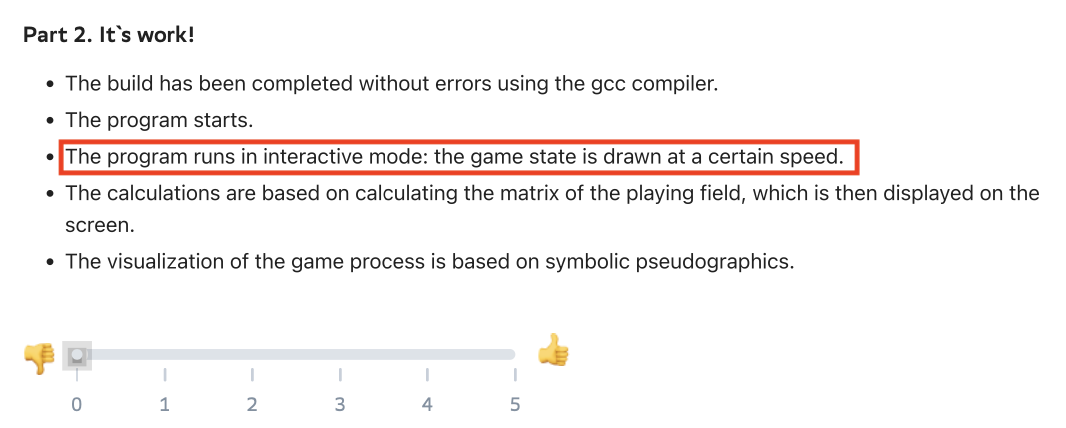 Part 2. It`s work!
• The build has been completed without errors using the gcc compiler.
• The program starts.
• The program runs in interactive mode: the game state is drawn at a certain speed.
• The calculations are based on calculating the matrix of the playing field, which is then displayed on the
screen.
• The visualization of the game process is based on symbolic pseudographics.
0 1 2 3 4 5